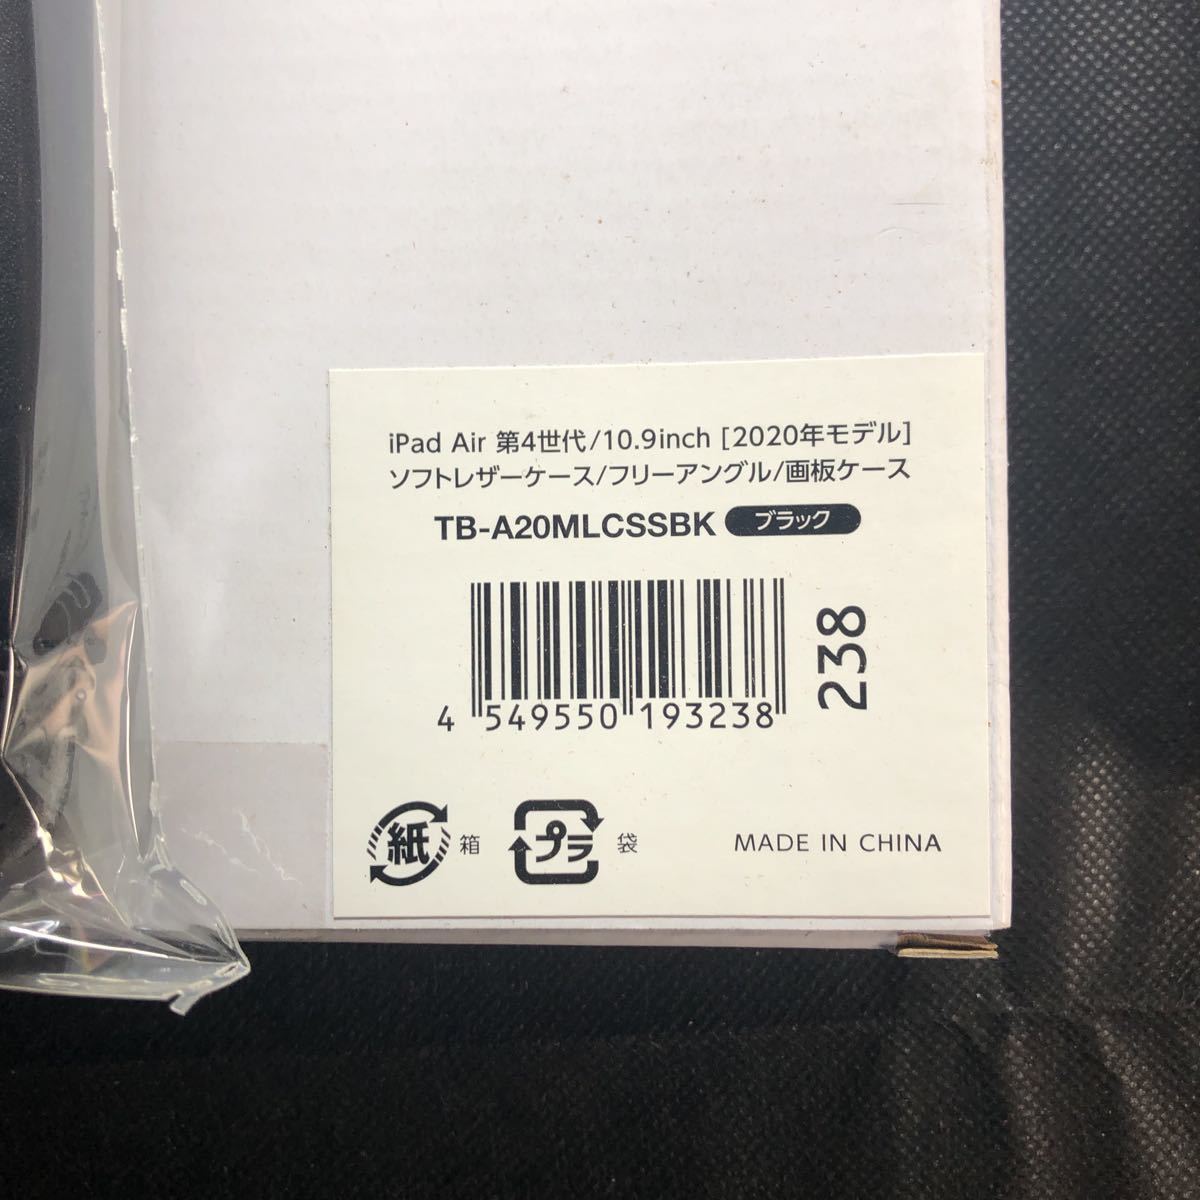 iPad Air 第4世代/10.9inch [2020年モデル]
ソフトレザーケース/フリーアングル/画板ケース
TB-A20MLCSSBK ブラック
4 549550 193238
238
紙 箱 プラ 袋 MADE IN CHINA